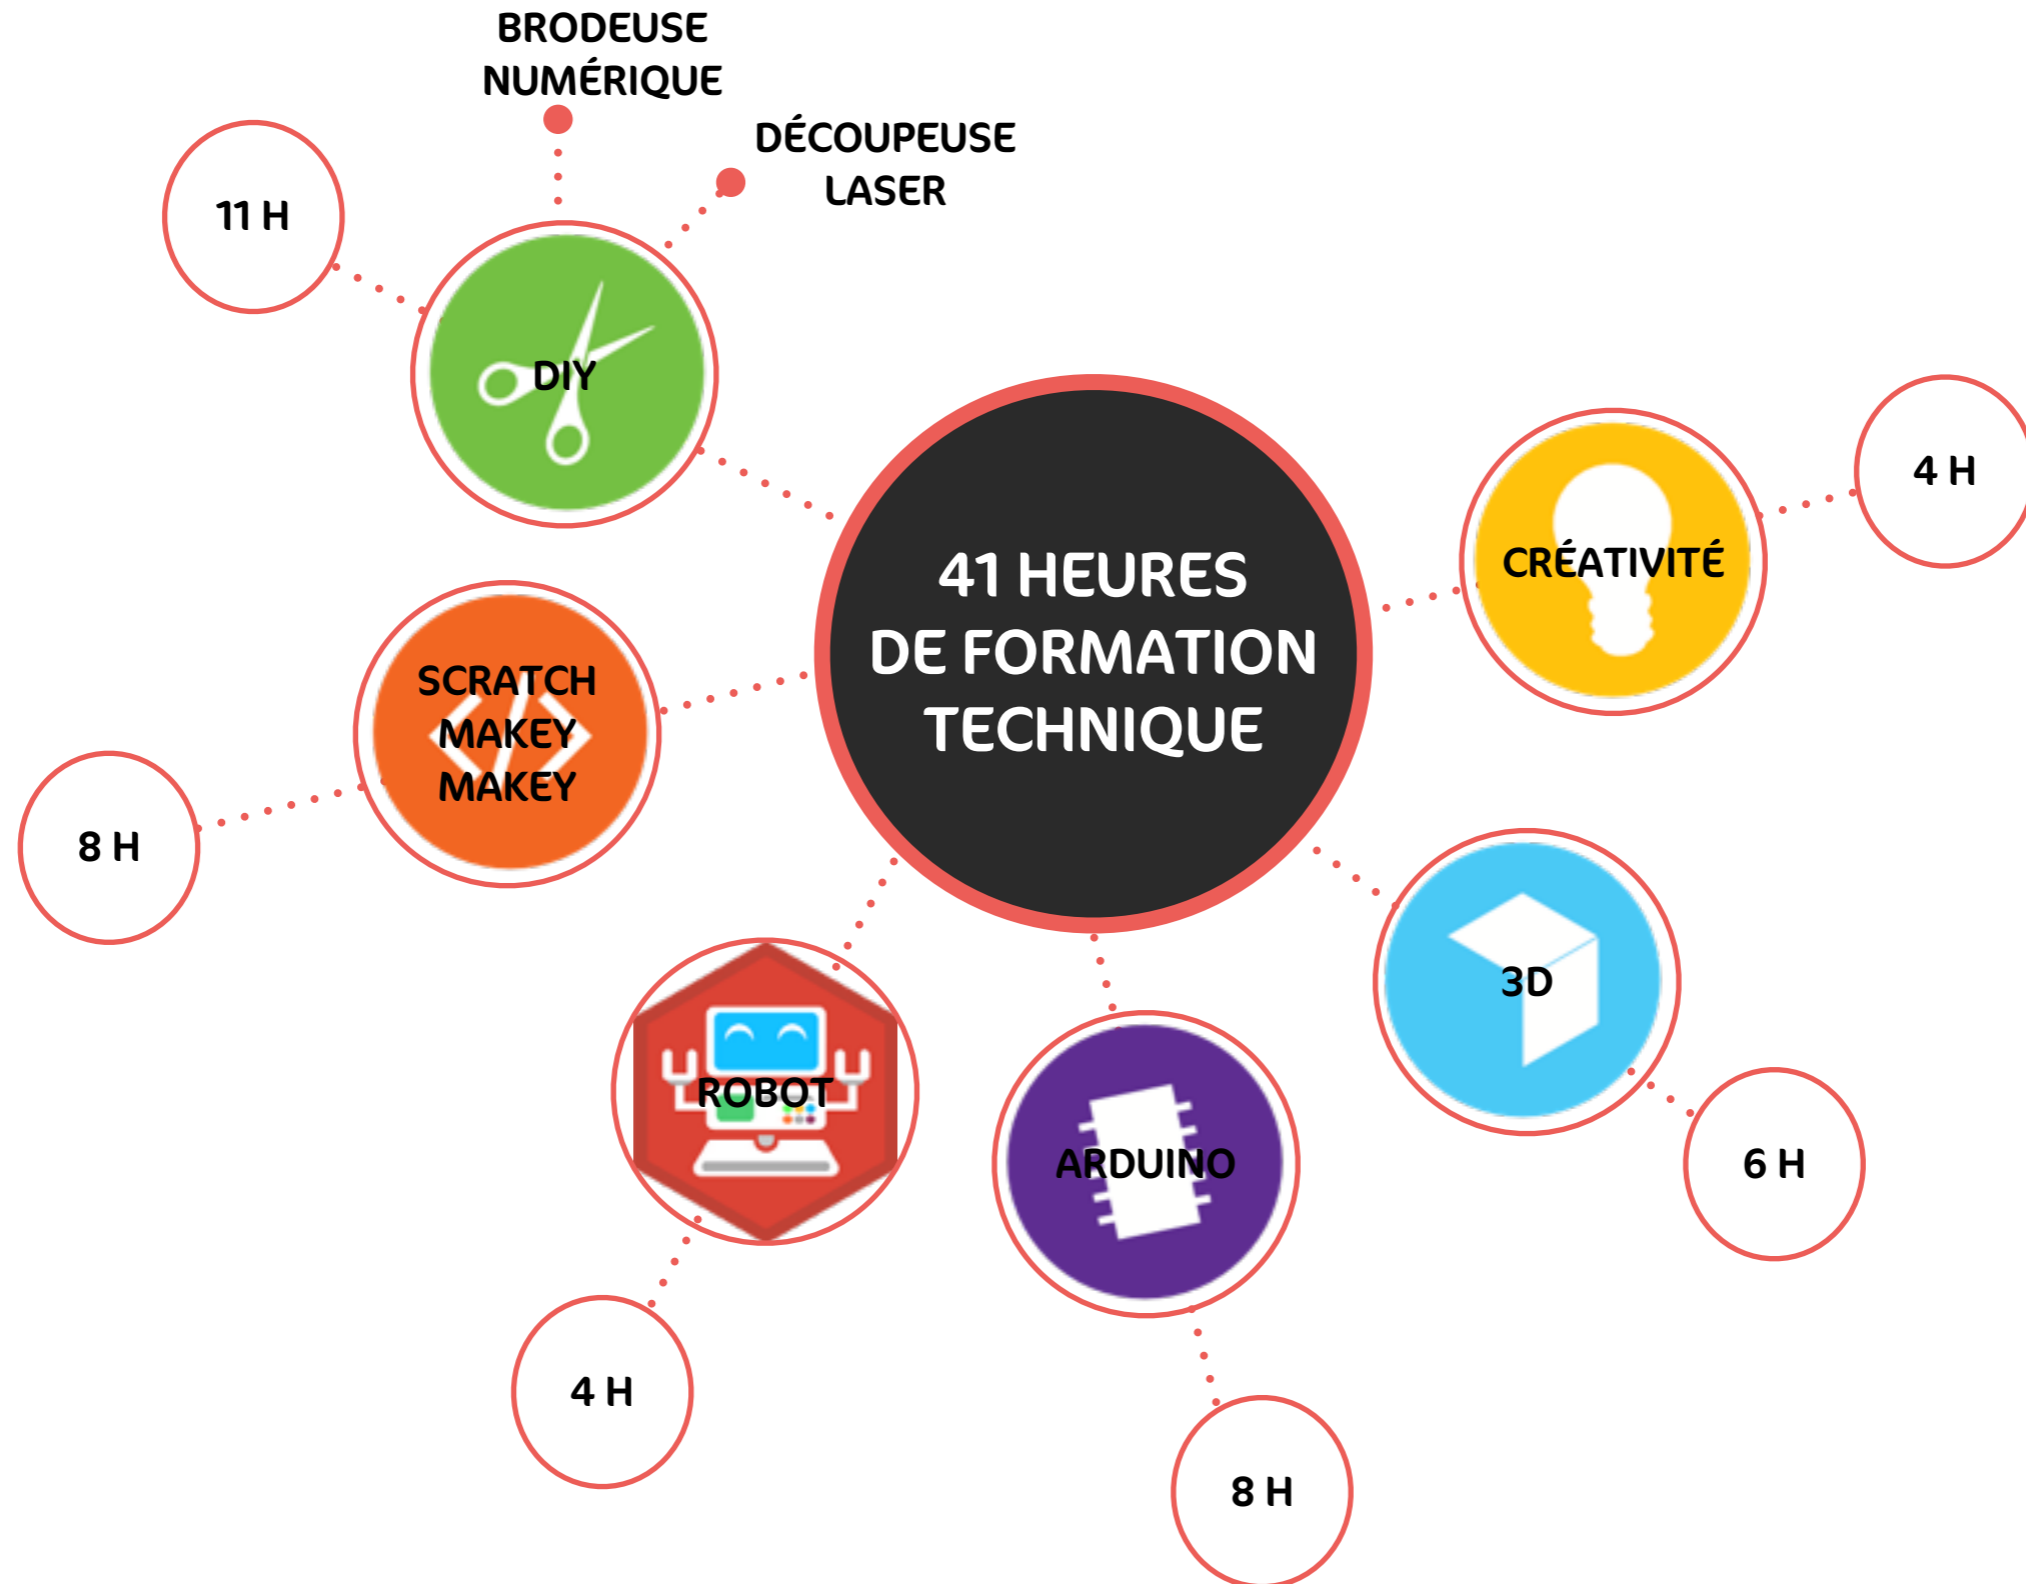 BRODEUSE
NUMÉRIQUE
DÉCOUPEUSE
LASER
11 H
DIY
41 HEURES
DE FORMATION
TECHNIQUE
CRÉATIVITÉ
4 H
SCRATCH
MAKEY
MAKEY
8 H
3D
6 H
ROBOT
4 H
ARDUINO
8 H